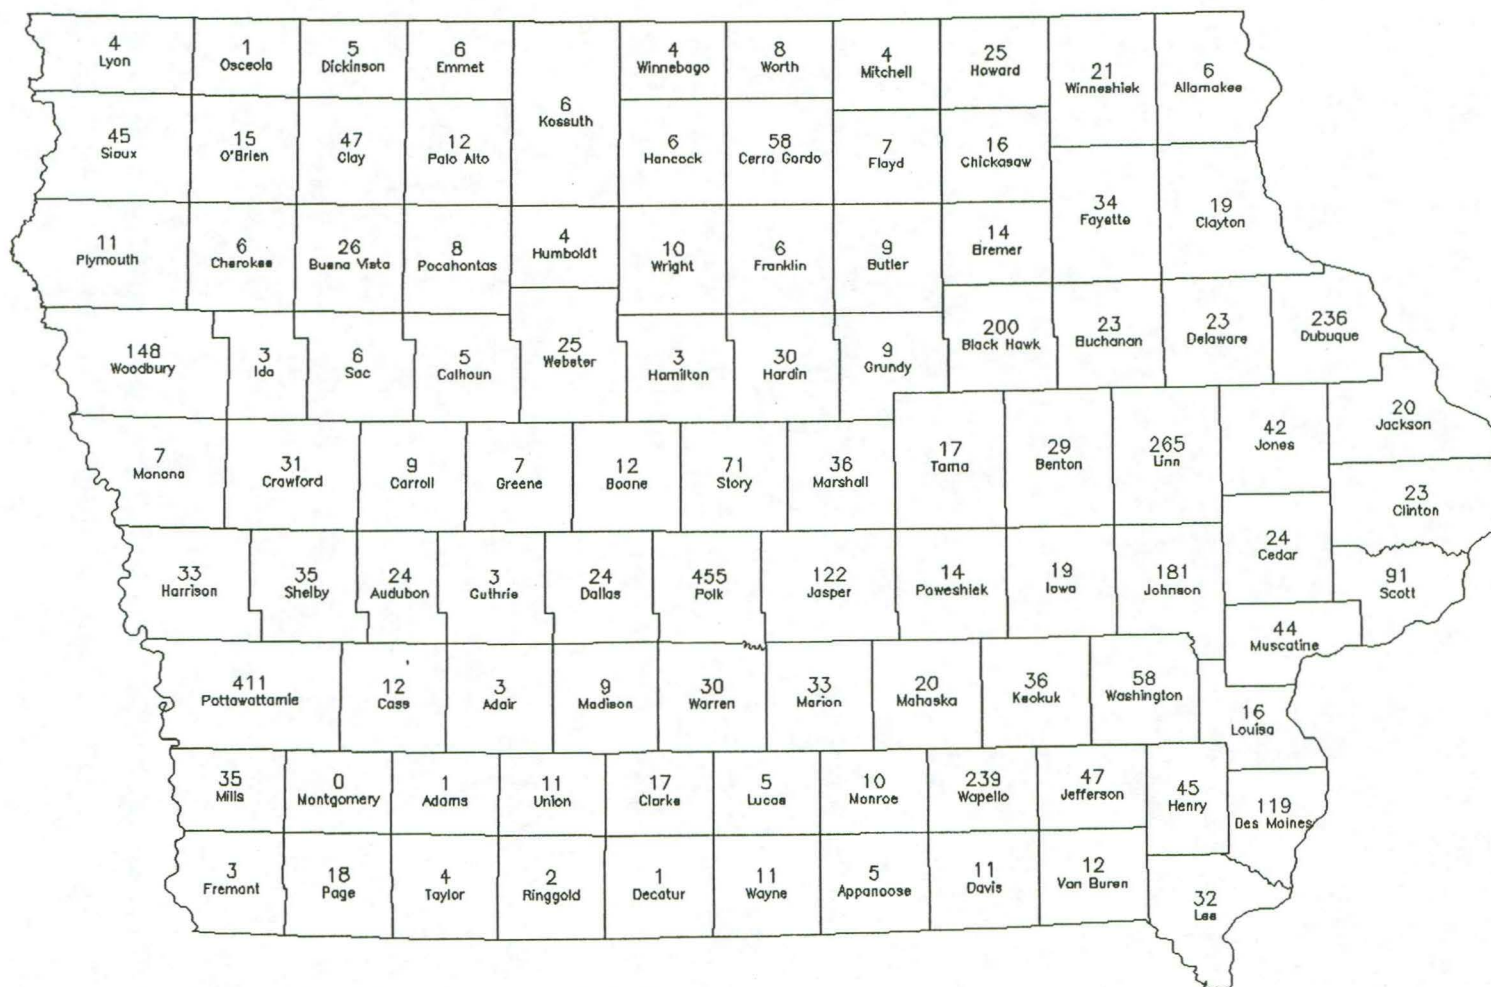 4
Lyon
1
Osceola
5
Dickinson
6
Emmet
6
Kossuth
4
Winnebago
8
Worth
4
Mitchell
25
Howard
21
Winneshiek
6
Allamakee
45
Sioux
15
O'Brien
47
Clay
12
Palo Alto
6
Hancock
58
Cerro Gordo
7
Floyd
16
Chickasaw
34
Fayette
19
Clayton
11
Plymouth
6
Cherokee
26
Buena Vista
8
Pocahontas
4
Humboldt
10
Wright
6
Franklin
9
Butler
14
Bremer
148
Woodbury
3
Ida
6
Sac
5
Calhoun
25
Webster
3
Hamilton
30
Hardin
9
Grundy
200
Black Hawk
23
Buchanan
23
Delaware
236
Dubuque
7
Monona
31
Crawford
9
Carroll
7
Greene
12
Boone
71
Story
36
Marshall
17
Tama
29
Benton
265
Linn
42
Jones
20
Jackson
23
Clinton
33
Harrison
35
Shelby
24
Audubon
3
Guthrie
24
Dallas
455
Polk
122
Jasper
14
Poweshiek
19
Iowa
181
Johnson
24
Cedar
91
Scott
44
Muscatine
411
Pottawattamie
12
Cass
3
Adair
9
Madison
30
Warren
33
Marion
20
Mahaska
36
Keokuk
58
Washington
16
Louisa
35
Mills
0
Montgomery
1
Adams
11
Union
17
Clarke
5
Lucas
10
Monroe
239
Wapello
47
Jefferson
45
Henry
119
Des Moines
3
Fremont
18
Page
4
Taylor
2
Ringgold
1
Decatur
11
Wayne
5
Appanoose
11
Davis
12
Van Buren
32
Lee